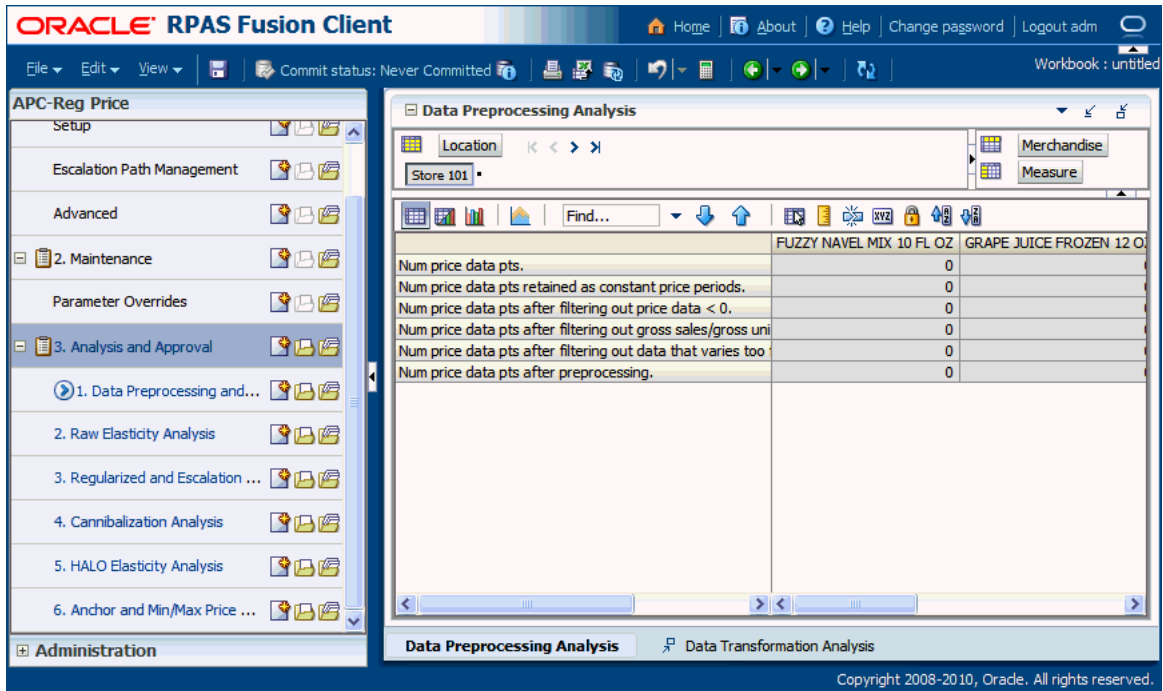 ORACLE RPAS Fusion Client
Home About Help Change password Logout adm
File Edit View Commit status: Never Committed Workbook : untitled
APC-Reg Price
Setup
Escalation Path Management
Advanced
2. Maintenance
Parameter Overrides
3. Analysis and Approval
1. Data Preprocessing and...
2. Raw Elasticity Analysis
3. Regularized and Escalation ...
4. Cannibalization Analysis
5. HALO Elasticity Analysis
6. Anchor and Min/Max Price ...
Administration
Data Preprocessing Analysis
Location Merchandise
Store 101 Measure
Find... XYZ
FUZZY NAVEL MIX 10 FL OZ GRAPE JUICE FROZEN 12 OZ
Num price data pts. 0
Num price data pts retained as constant price periods. 0
Num price data pts after filtering out price data < 0. 0
Num price data pts after filtering out gross sales/gross uni 0
Num price data pts after filtering out data that varies too 0
Num price data pts after preprocessing. 0
Data Preprocessing Analysis Data Transformation Analysis
Copyright 2008-2010, Oracle. All rights reserved.